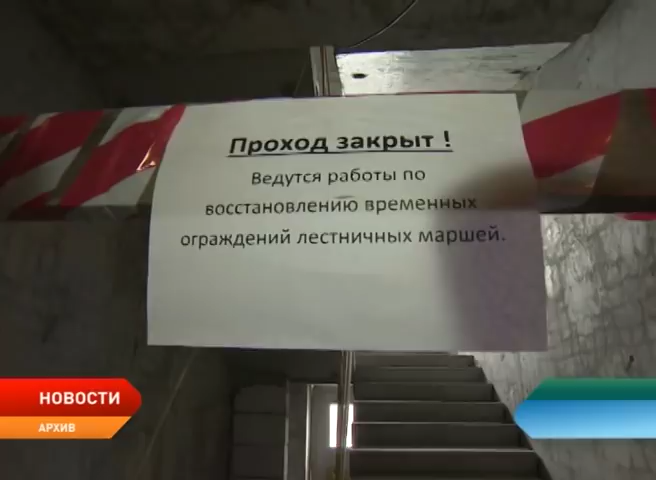 Проход закрыт !
Ведутся работы по
восстановлению временных
ограждений лестничных маршей.
НОВОСТИ
АРХИВ